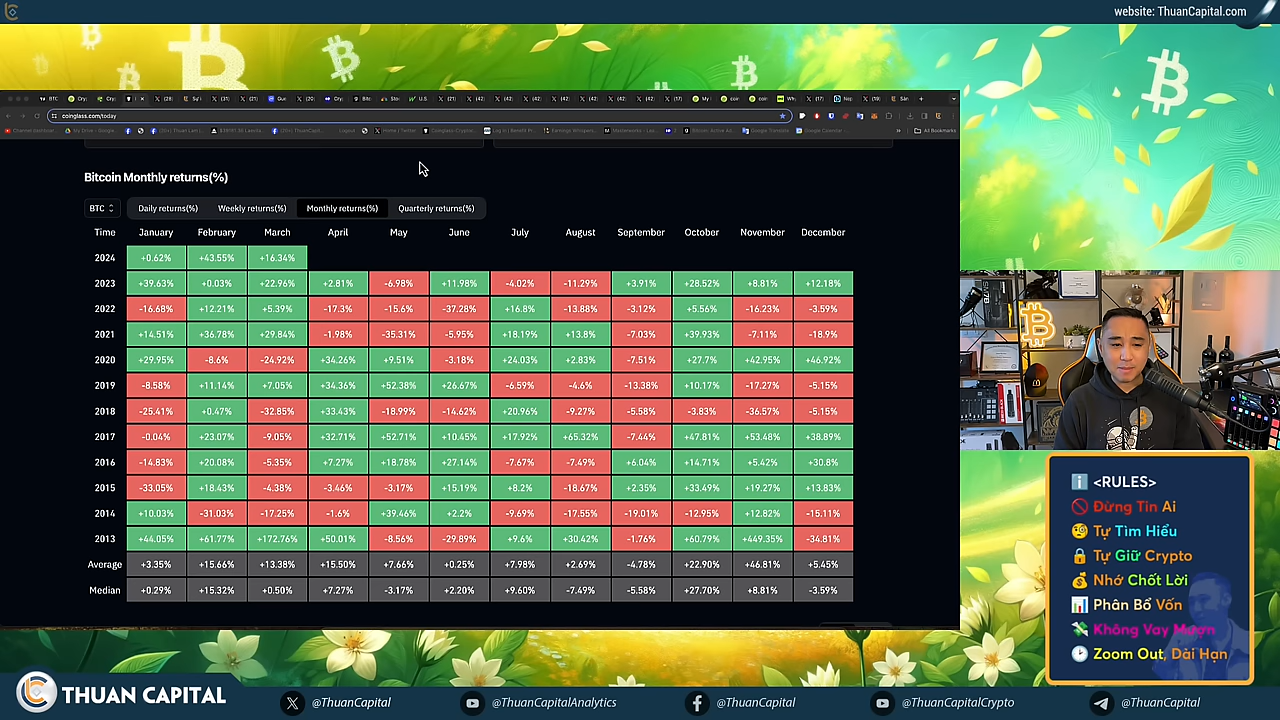 website: ThuanCapital.com
coinglass.com/today
All Bookmarks
Bitcoin Monthly returns(%)
BTC Daily returns(%) Weekly returns(%) Monthly returns(%) Quarterly returns(%)
Time January February March April May June July August September October November December
2024 +0.62% +43.55% +16.34%
2023 +39.63% +0.03% +22.96% +2.81% -6.98% +11.98% -4.02% -11.29% +3.91% +28.52% +8.81% +12.18%
2022 -16.68% +12.21% +5.39% -17.3% -15.6% -37.28% +16.8% -13.88% -3.12% +5.56% -16.23% -3.59%
2021 +14.51% +36.78% +29.84% -1.98% -35.31% -5.95% +18.19% +13.8% -7.03% +39.93% -7.11% -18.9%
2020 +29.95% -8.6% -24.92% +34.26% +9.51% -3.18% +24.03% +2.83% -7.51% +27.7% +42.95% +46.92%
2019 -8.58% +11.14% +7.05% +34.36% +52.38% +26.67% -6.59% -4.6% -13.38% +10.17% -17.27% -5.15%
2018 -25.41% +0.47% -32.85% +33.43% -18.99% -14.62% +20.96% -9.27% -5.58% -3.83% -36.57% -5.15%
2017 -0.04% +23.07% -9.05% +32.71% +52.71% +10.45% +17.92% +65.32% -7.44% +47.81% +53.48% +38.89%
2016 -14.83% +20.08% -5.35% +7.27% +18.78% +27.14% -7.67% -7.49% +6.04% +14.71% +5.42% +30.8%
2015 -33.05% +18.43% -4.38% -3.46% -3.17% +15.19% +8.2% -18.67% +2.35% +33.49% +19.27% +13.83%
2014 +10.03% -31.03% -17.25% -1.6% +39.46% +2.2% -9.69% -17.55% -19.01% -12.95% +12.82% -15.11%
2013 +44.05% +61.77% +172.76% +50.01% -8.56% -29.89% +9.6% +30.42% -1.76% +60.79% +449.35% -34.81%
Average +3.35% +15.66% +13.38% +15.50% +7.66% +0.25% +7.98% +2.69% -4.78% +22.90% +46.81% +5.45%
Median +0.29% +15.32% +0.50% +7.27% -3.17% +2.20% +9.60% -7.49% -5.58% +27.70% +8.81% -3.59%
<RULES>
Đừng Tin Ai
Tự Tìm Hiểu
Tự Giữ Crypto
Nhớ Chốt Lời
Phân Bổ Vốn
Không Vay Mượn
Zoom Out, Dài Hạn
THUAN CAPITAL
@ThuanCapital
@ThuanCapitalAnalytics
@ThuanCapital
@ThuanCapitalCrypto
@ThuanCapital